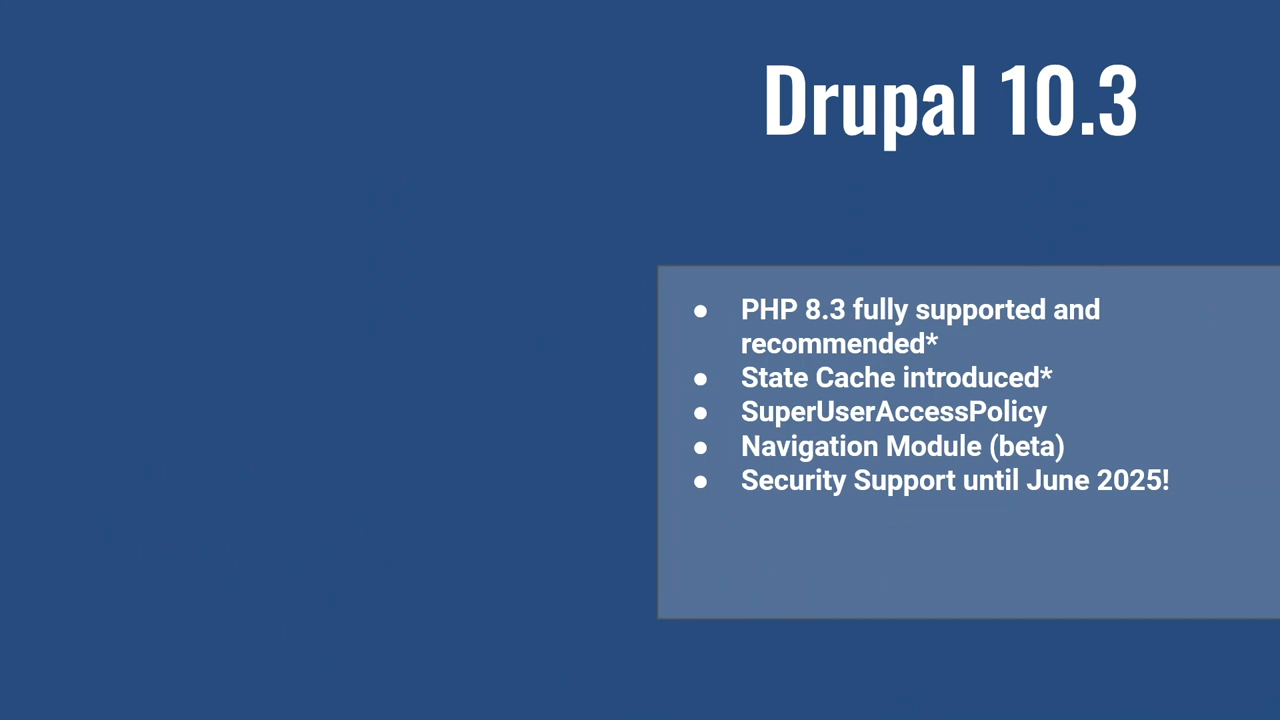 Drupal 10.3
● PHP 8.3 fully supported and
recommended*
● State Cache introduced*
● SuperUserAccessPolicy
● Navigation Module (beta)
● Security Support until June 2025!